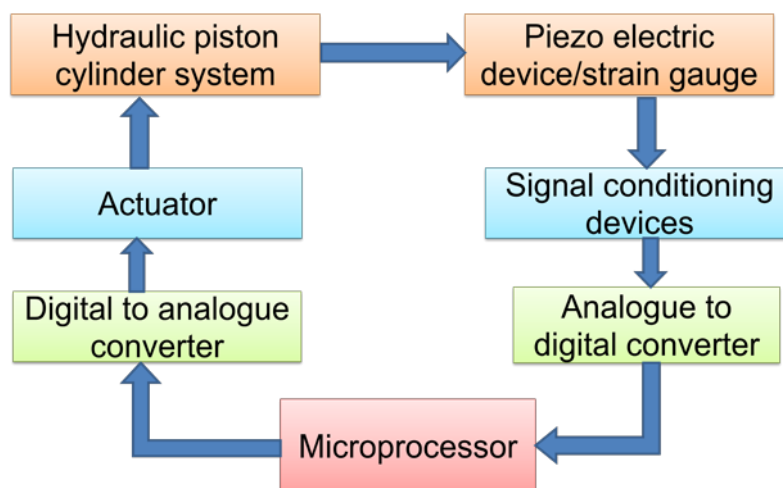 Hydraulic piston
cylinder system
Piezo electric
device/strain gauge
Actuator
Signal conditioning
devices
Digital to analogue
converter
Analogue to
digital converter
Microprocessor